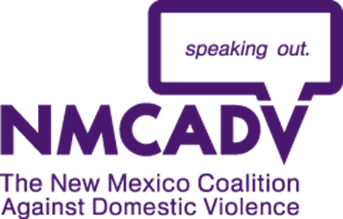 speaking out.
NMCADV
The New Mexico Coalition
Against Domestic Violence